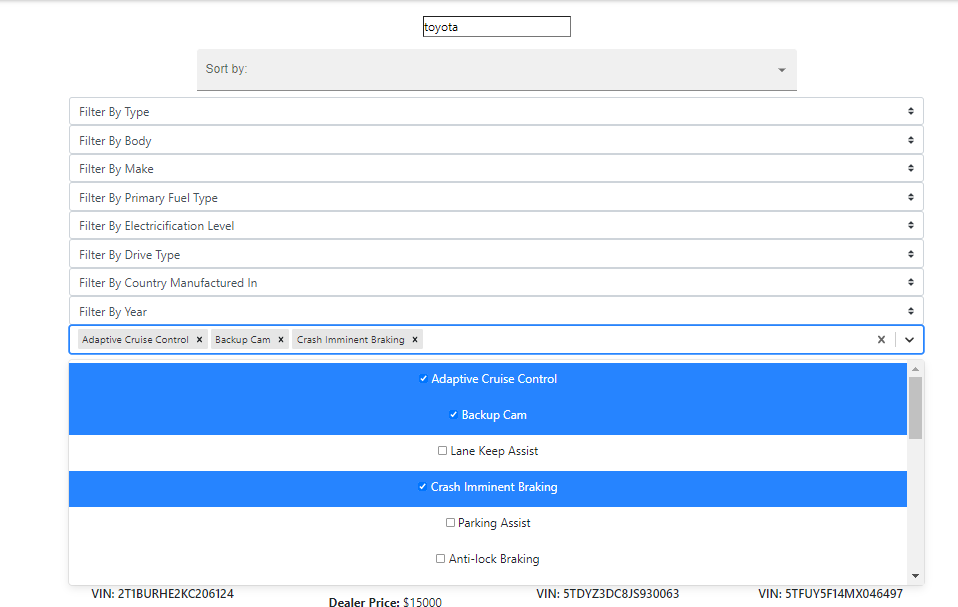 toyota
Sort by:
Filter By Type
Filter By Body
Filter By Make
Filter By Primary Fuel Type
Filter By Electricification Level
Filter By Drive Type
Filter By Country Manufactured In
Filter By Year
Adaptive Cruise Control × Backup Cam × Crash Imminent Braking ×
Adaptive Cruise Control
Backup Cam
Lane Keep Assist
Crash Imminent Braking
Parking Assist
Anti-lock Braking
VIN: 2T1BURHE2KC206124
Dealer Price: $15000
VIN: 5TDYZ3DC8JS930063
VIN: 5TFUY5F14MX046497